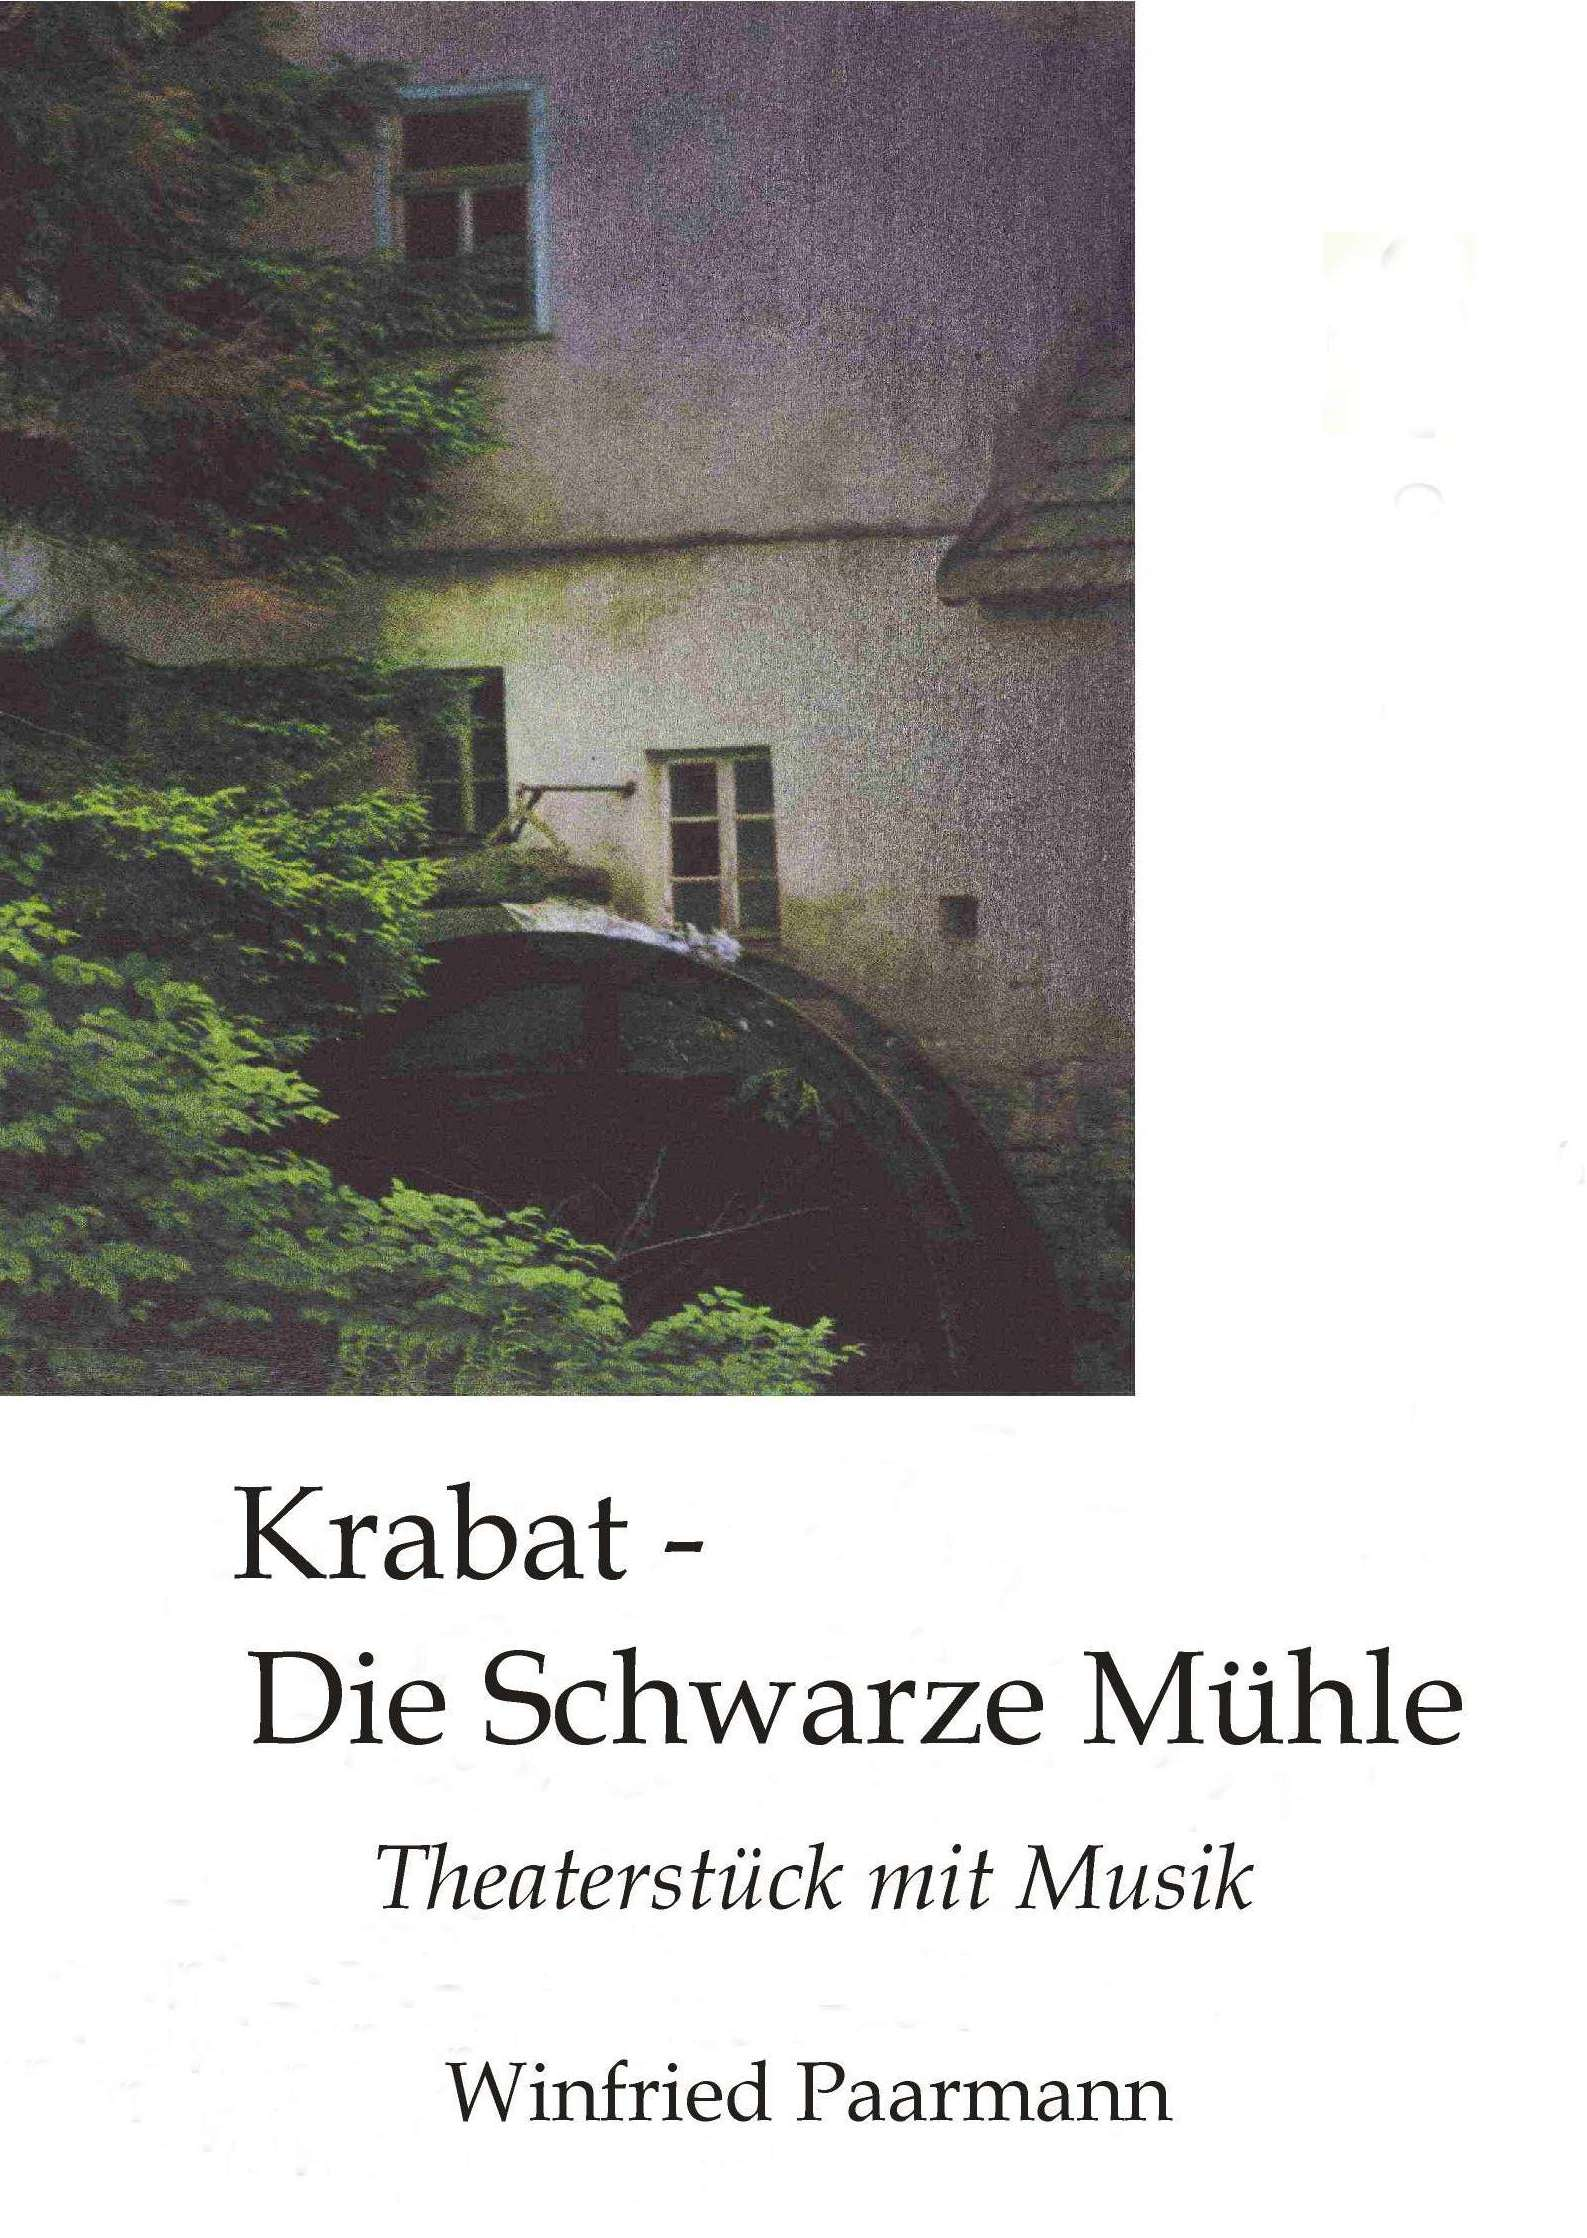 Krabat -
Die Schwarze Mühle
Theaterstück mit Musik
Winfried Paarmann